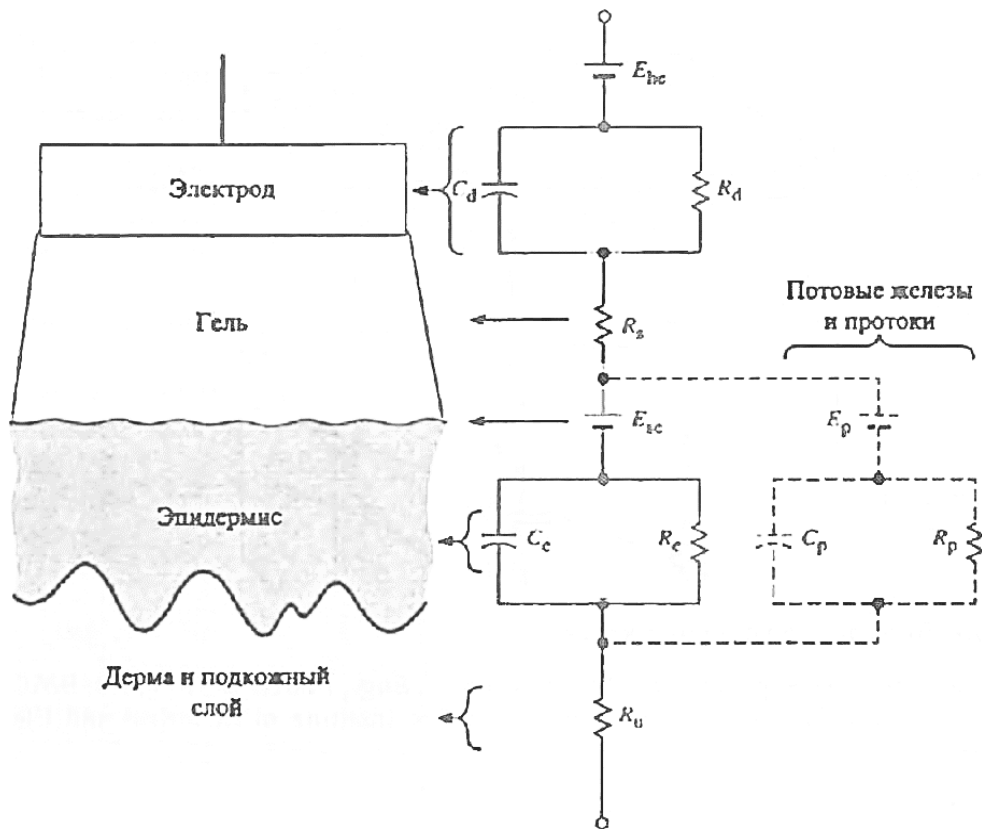 E_hc
Электрод
C_d
R_d
Гель
R_s
Потовые железы
и протоки
E_sc
E_p
Эпидермис
C_e
R_e
C_p
R_p
Дерма и подкожный
слой
R_u